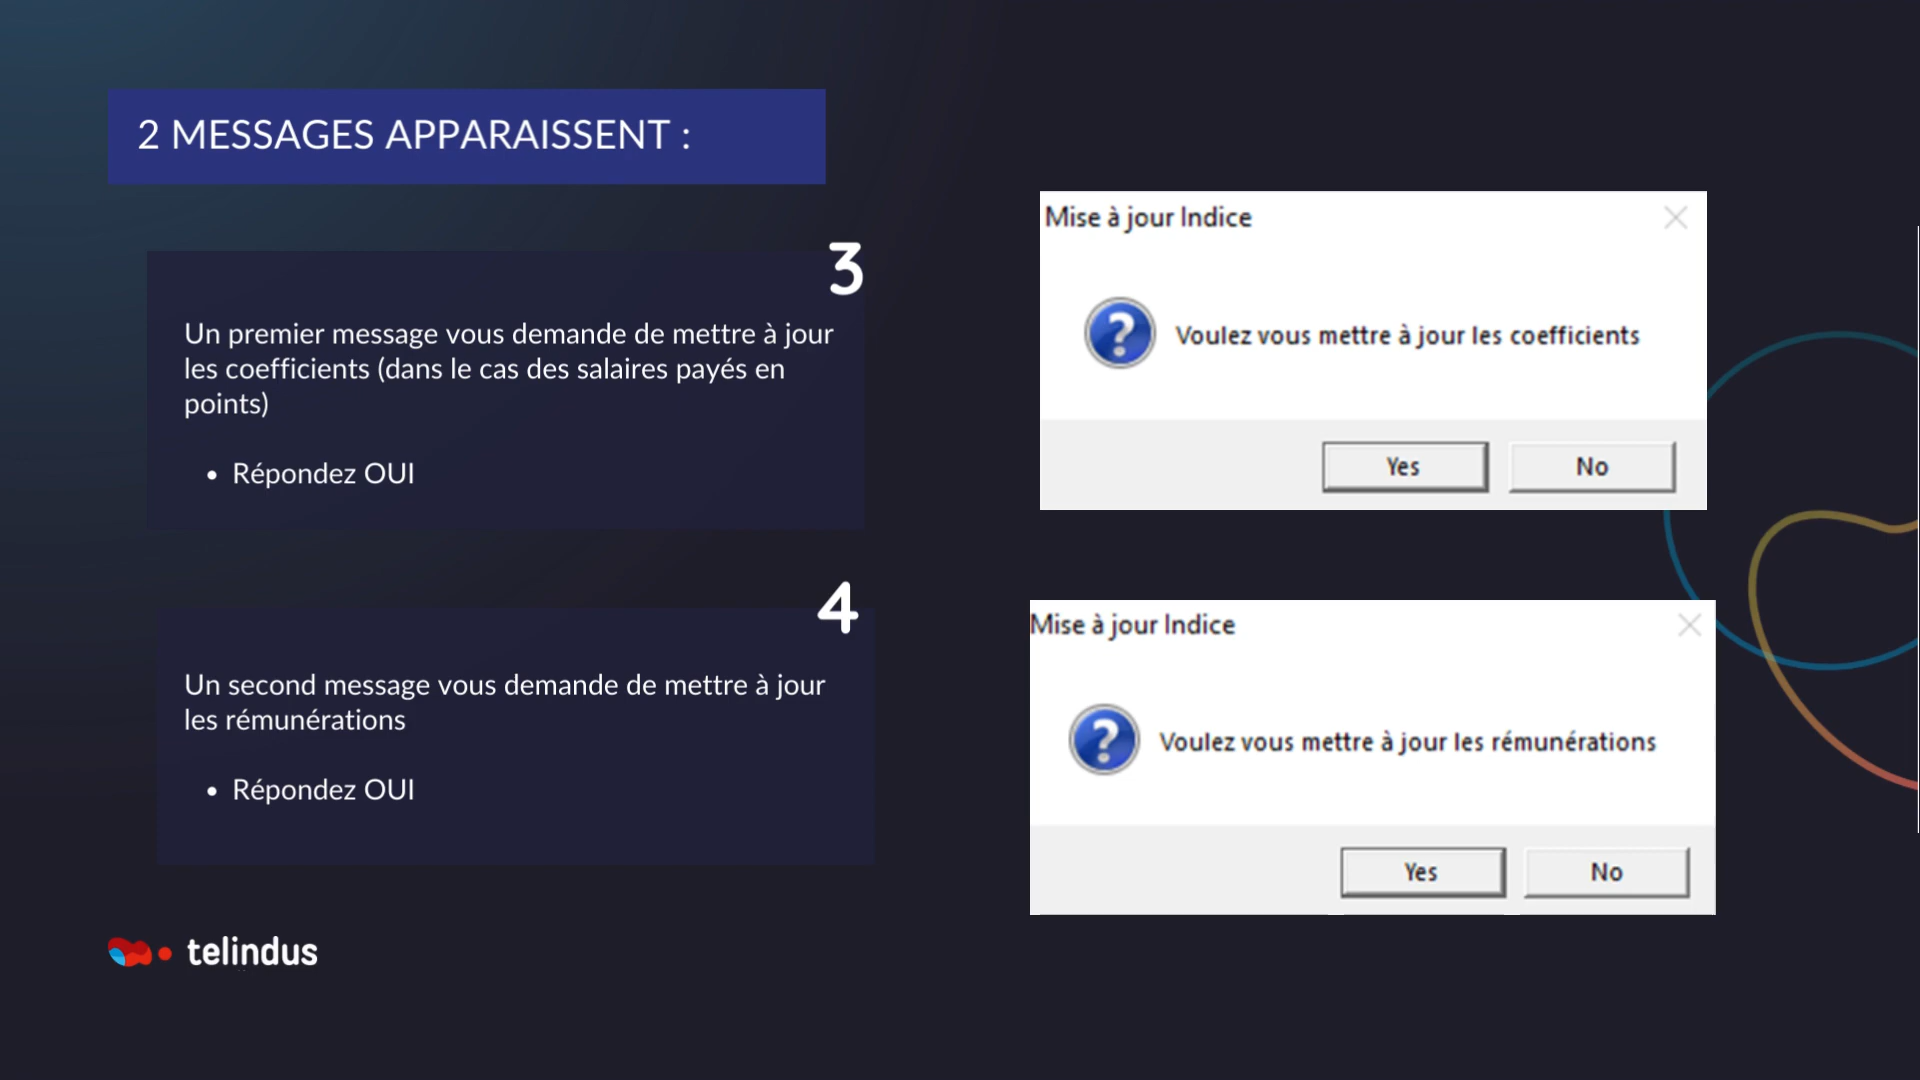 2 MESSAGES APPARAISSENT :
3
Un premier message vous demande de mettre à jour
les coefficients (dans le cas des salaires payés en
points)
• Répondez OUI
Mise à jour Indice
Voulez vous mettre à jour les coefficients
Yes
No
4
Un second message vous demande de mettre à jour
les rémunérations
• Répondez OUI
Mise à jour Indice
Voulez vous mettre à jour les rémunérations
Yes
No
telindus